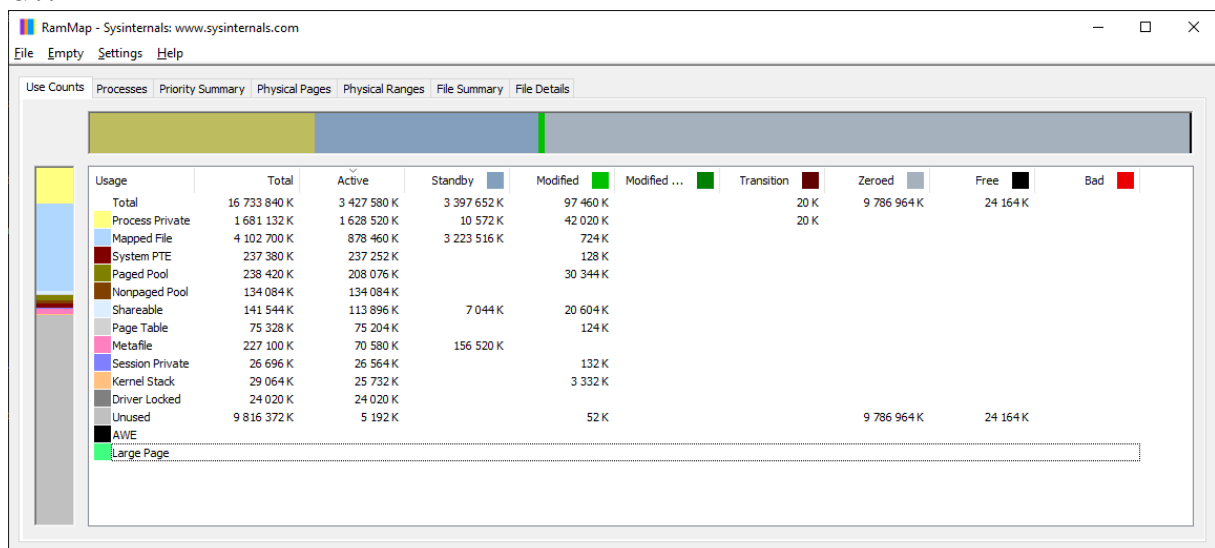 RamMap - Sysinternals: www.sysinternals.com
File Empty Settings Help
Use Counts Processes Priority Summary Physical Pages Physical Ranges File Summary File Details
Usage Total Active Standby Modified Modified ... Transition Zeroed Free Bad
Total 16 733 840 K 3 427 580 K 3 397 652 K 97 460 K 20 K 9 786 964 K 24 164 K
Process Private 1 681 132 K 1 628 520 K 10 572 K 42 020 K 20 K
Mapped File 4 102 700 K 878 460 K 3 223 516 K 724 K
System PTE 237 380 K 237 252 K 128 K
Paged Pool 238 420 K 208 076 K 30 344 K
Nonpaged Pool 134 084 K 134 084 K
Shareable 141 544 K 113 896 K 7 044 K 20 604 K
Page Table 75 328 K 75 204 K 124 K
Metafile 227 100 K 70 580 K 156 520 K
Session Private 26 696 K 26 564 K 132 K
Kernel Stack 29 064 K 25 732 K 3 332 K
Driver Locked 24 020 K 24 020 K
Unused 9 816 372 K 5 192 K 52 K 9 786 964 K 24 164 K
AWE
Large Page